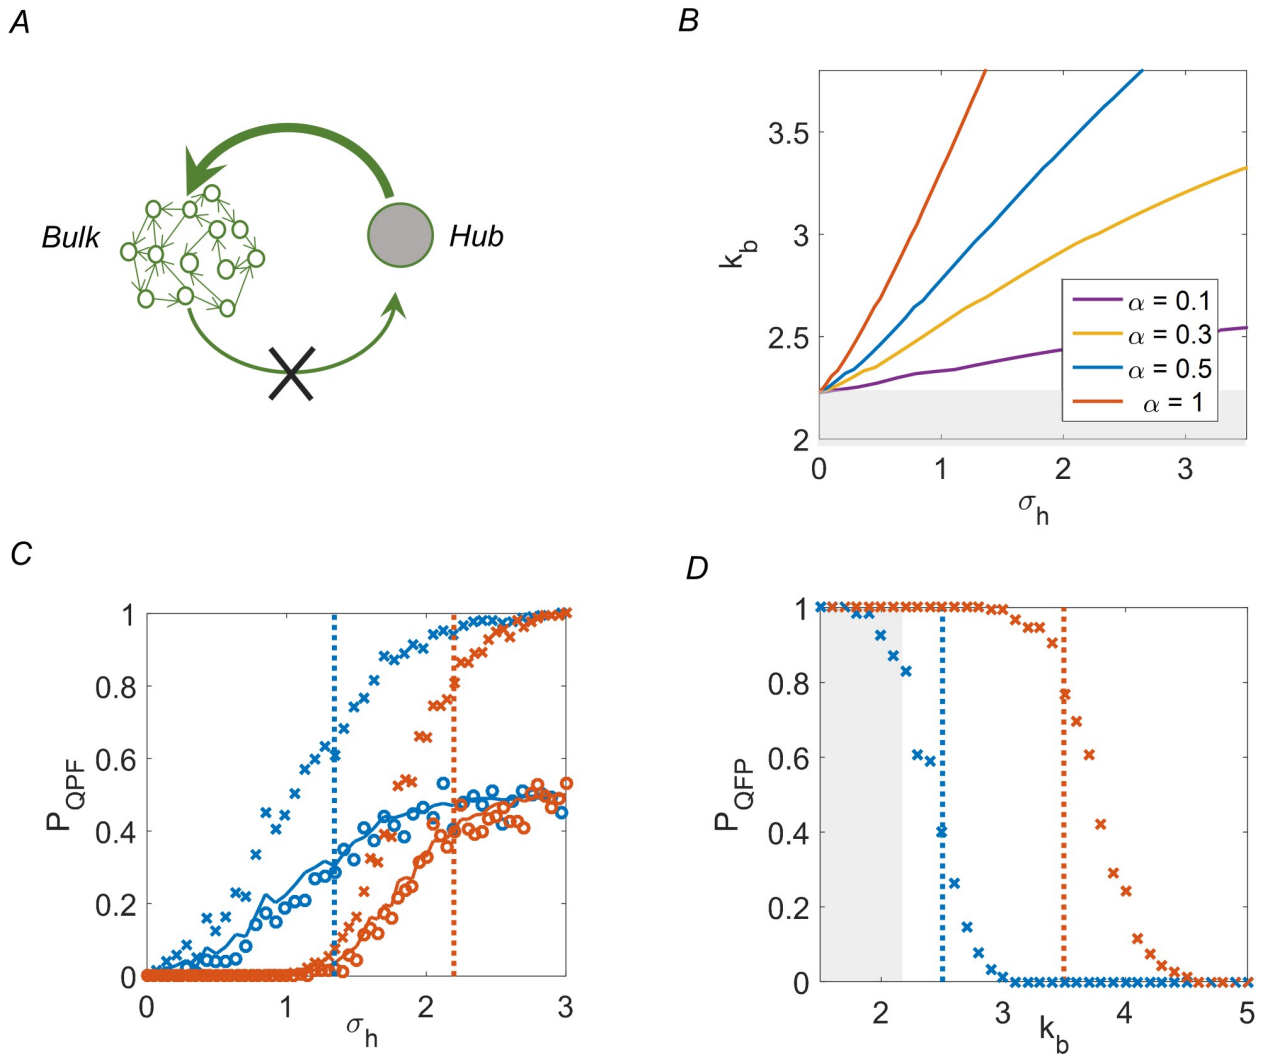 A
Bulk
Hub
B
3.5
3
2.5
2
k_b
α = 0.1
α = 0.3
α = 0.5
α = 1
0 1 2 3
σ_h
C
1
0.8
0.6
0.4
0.2
0
P_QPF
0 1 2 3
σ_h
D
1
0.8
0.6
0.4
0.2
0
P_QFP
2 3 4 5
k_b